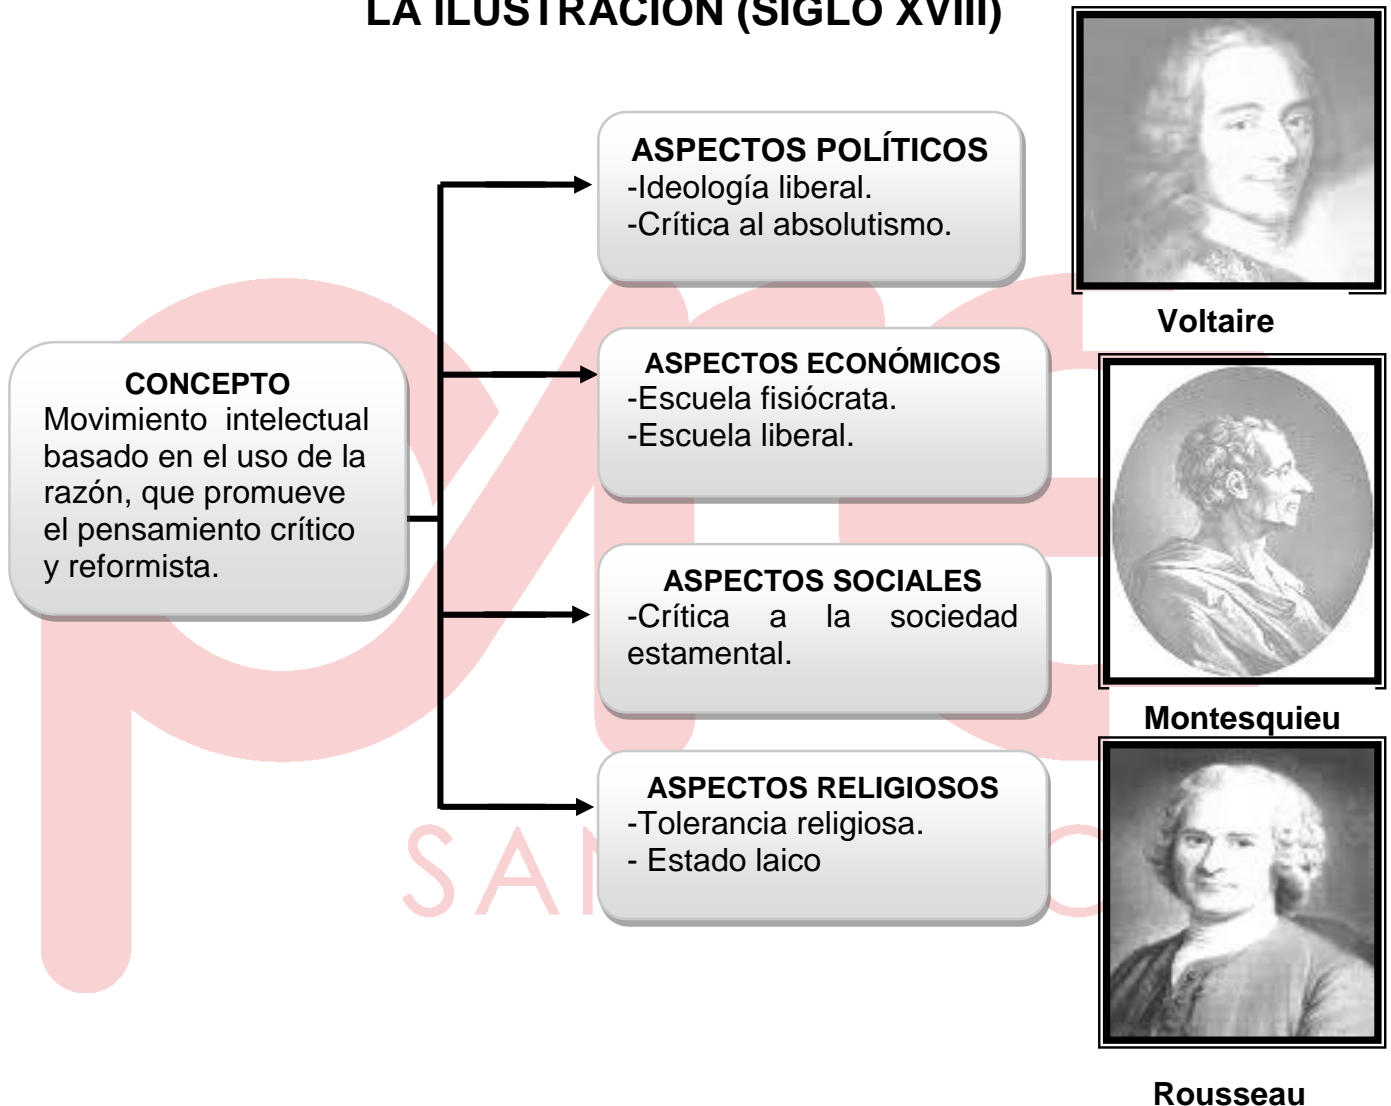 LA ILUSTRACIÓN (SIGLO XVIII)
CONCEPTO
Movimiento intelectual
basado en el uso de la
razón, que promueve
el pensamiento crítico
y reformista.
ASPECTOS POLÍTICOS
-Ideología liberal.
-Crítica al absolutismo.
ASPECTOS ECONÓMICOS
-Escuela fisiócrata.
-Escuela liberal.
ASPECTOS SOCIALES
-Crítica a la sociedad
estamental.
ASPECTOS RELIGIOSOS
-Tolerancia religiosa.
- Estado laico
Voltaire
Montesquieu
Rousseau